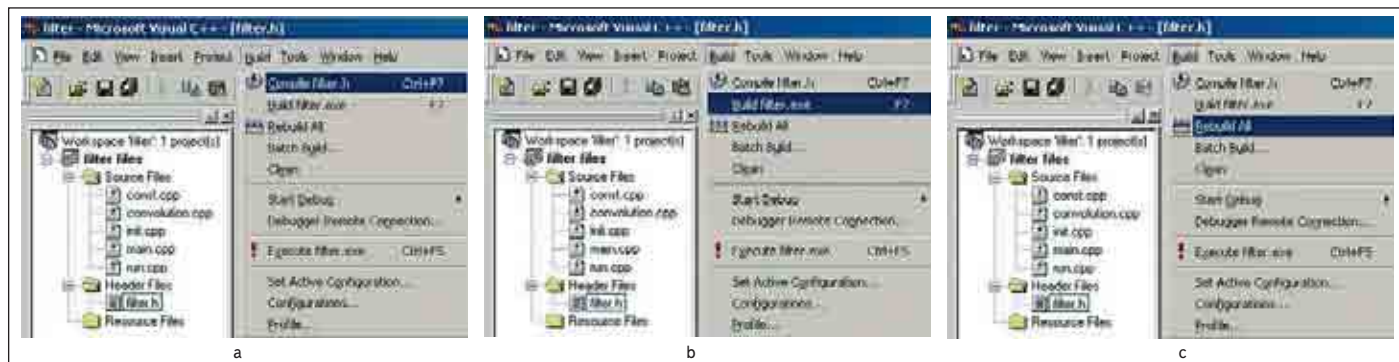 filter - Microsoft Visual C++ - [filter.h]
File Edit View Insert Project Build Tools Window Help
Compile filter.h Ctrl+F7
Build filter.exe F7
Rebuild All
Batch Build...
Clean
Start Debug
Debugger Remote Connection...
Execute filter.exe Ctrl+F5
Set Active Configuration...
Configurations...
Profile...
Workspace 'filter': 1 project(s)
filter files
Source Files
const.cpp
convolution.cpp
init.cpp
main.cpp
run.cpp
Header Files
filter.h
Resource Files
a
filter - Microsoft Visual C++ - [filter.h]
File Edit View Insert Project Build Tools Window Help
Compile filter.h Ctrl+F7
Build filter.exe F7
Rebuild All
Batch Build...
Clean
Start Debug
Debugger Remote Connection...
Execute filter.exe Ctrl+F5
Set Active Configuration...
Configurations...
Profile...
Workspace 'filter': 1 project(s)
filter files
Source Files
const.cpp
convolution.cpp
init.cpp
main.cpp
run.cpp
Header Files
filter.h
Resource Files
b
filter - Microsoft Visual C++ - [filter.h]
File Edit View Insert Project Build Tools Window Help
Compile filter.h Ctrl+F7
Build filter.exe F7
Rebuild All
Batch Build...
Clean
Start Debug
Debugger Remote Connection...
Execute filter.exe Ctrl+F5
Set Active Configuration...
Configurations...
Profile...
Workspace 'filter': 1 project(s)
filter files
Source Files
const.cpp
convolution.cpp
init.cpp
main.cpp
run.cpp
Header Files
filter.h
Resource Files
c